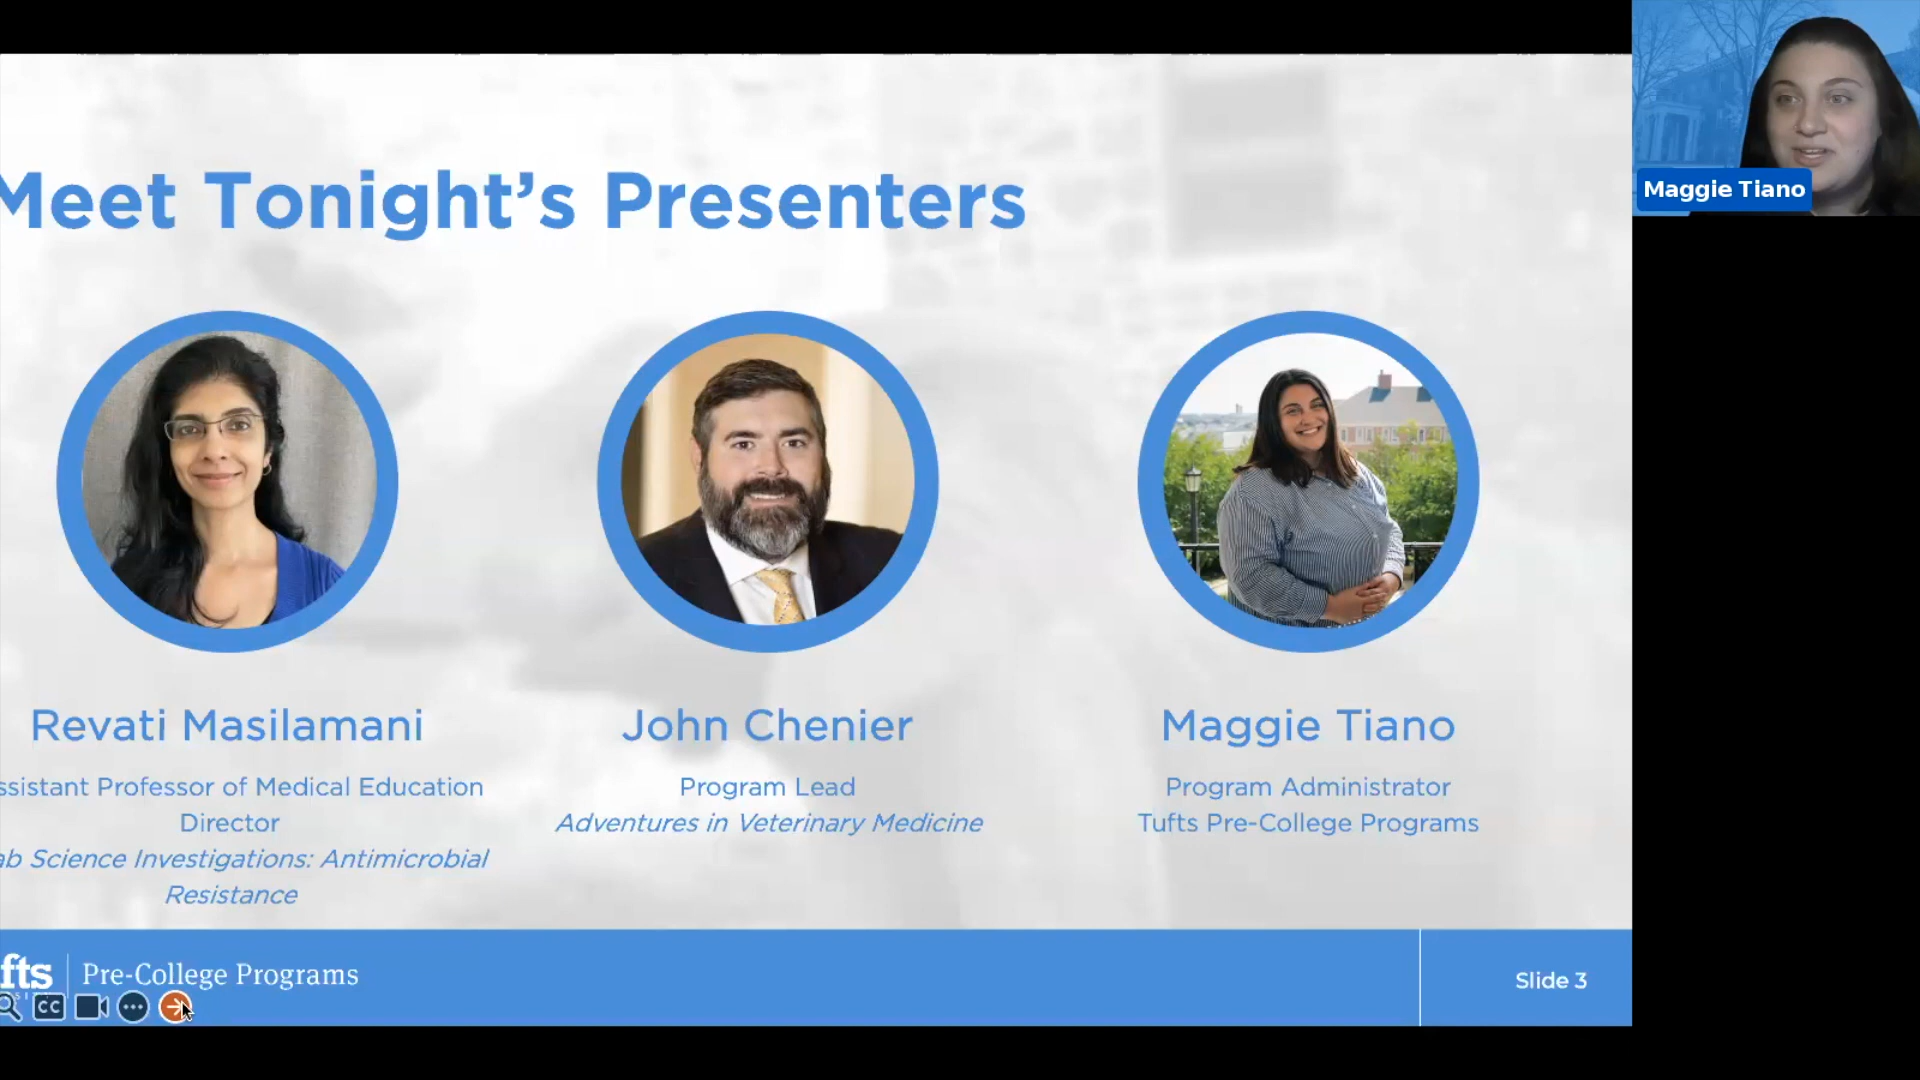 Meet Tonight's Presenters
Maggie Tiano
Revati Masilamani
ssistant Professor of Medical Education
Director
ab Science Investigations: Antimicrobial
Resistance
John Chenier
Program Lead
Adventures in Veterinary Medicine
Maggie Tiano
Program Administrator
Tufts Pre-College Programs
fts
Pre-College Programs
CC
Slide 3